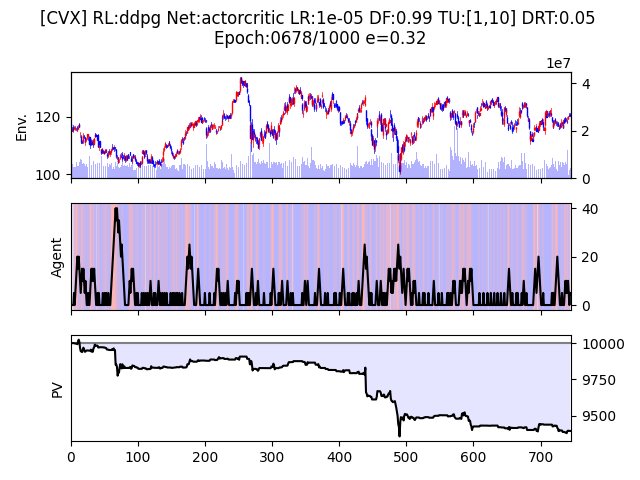 [CVX] RL:ddpg Net:actorcritic LR:1e-05 DF:0.99 TU:[1,10] DRT:0.05
Epoch:0678/1000 e=0.32
1e7
Env.
120
100
4
2
0
Agent
40
20
0
PV
10000
9750
9500
0 100 200 300 400 500 600 700